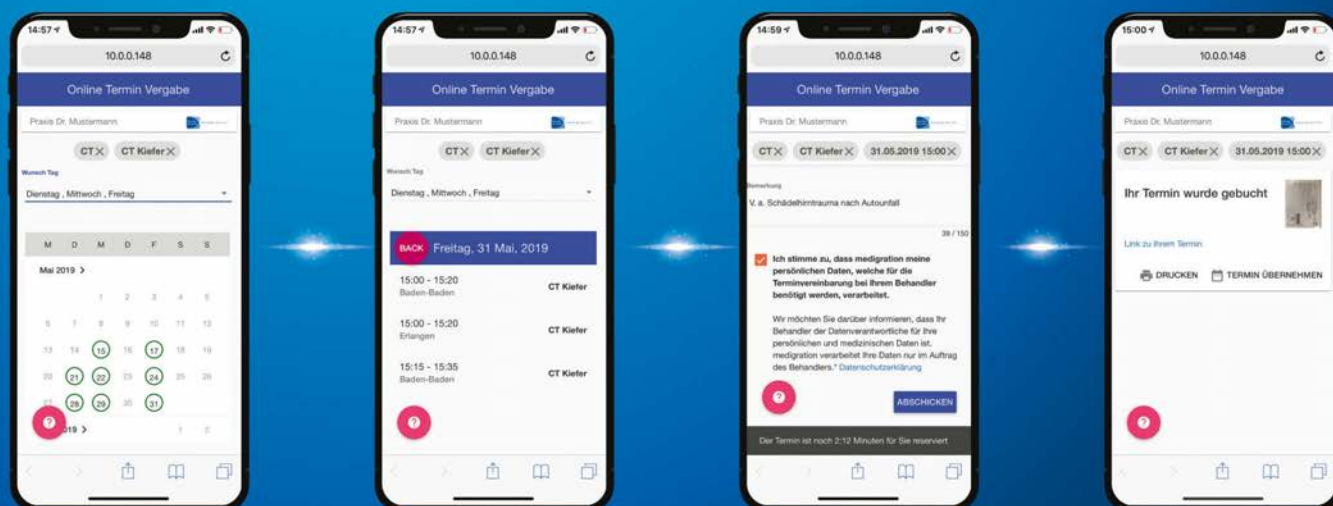 14:57
10.0.0.148
Online Termin Vergabe
Praxis Dr. Mustermann
CT X CT Kiefer X
Wunsch Tag
Dienstag , Mittwoch , Freitag
M D M D F S S
Mai 2019 >
1 2 3 4 5
6 7 8 9 10 11 12
13 14 15 16 17 18 19
20 21 22 23 24 25 26
27 28 29 30 31
?
2019 >
1 2
14:57
10.0.0.148
Online Termin Vergabe
Praxis Dr. Mustermann
CT X CT Kiefer X
Wunsch Tag
Dienstag , Mittwoch , Freitag
BACK Freitag, 31 Mai, 2019
15:00 - 15:20
Baden-Baden
CT Kiefer
15:00 - 15:20
Erlangen
CT Kiefer
15:15 - 15:35
Baden-Baden
CT Kiefer
?
14:59
10.0.0.148
Online Termin Vergabe
Praxis Dr. Mustermann
CT X CT Kiefer X 31.05.2019 15:00 X
Bemerkung
V. a. Schädelhirntrauma nach Autounfall
39 / 150
Ich stimme zu, dass medigration meine
persönlichen Daten, welche für die
Terminvereinbarung bei Ihrem Behandler
benötigt werden, verarbeitet.
Wir möchten Sie darüber informieren, dass Ihr
Behandler der Datenverantwortliche für Ihre
persönlichen und medizinischen Daten ist.
medigration verarbeitet Ihre Daten nur im Auftrag
des Behandlers.* Datenschutzerklärung
?
ABSCHICKEN
Der Termin ist noch 2:12 Minuten für Sie reserviert
15:00
10.0.0.148
Online Termin Vergabe
Praxis Dr. Mustermann
CT X CT Kiefer X 31.05.2019 15:00 X
Ihr Termin wurde gebucht
Link zu Ihrem Termin
DRUCKEN TERMIN ÜBERNEHMEN
?